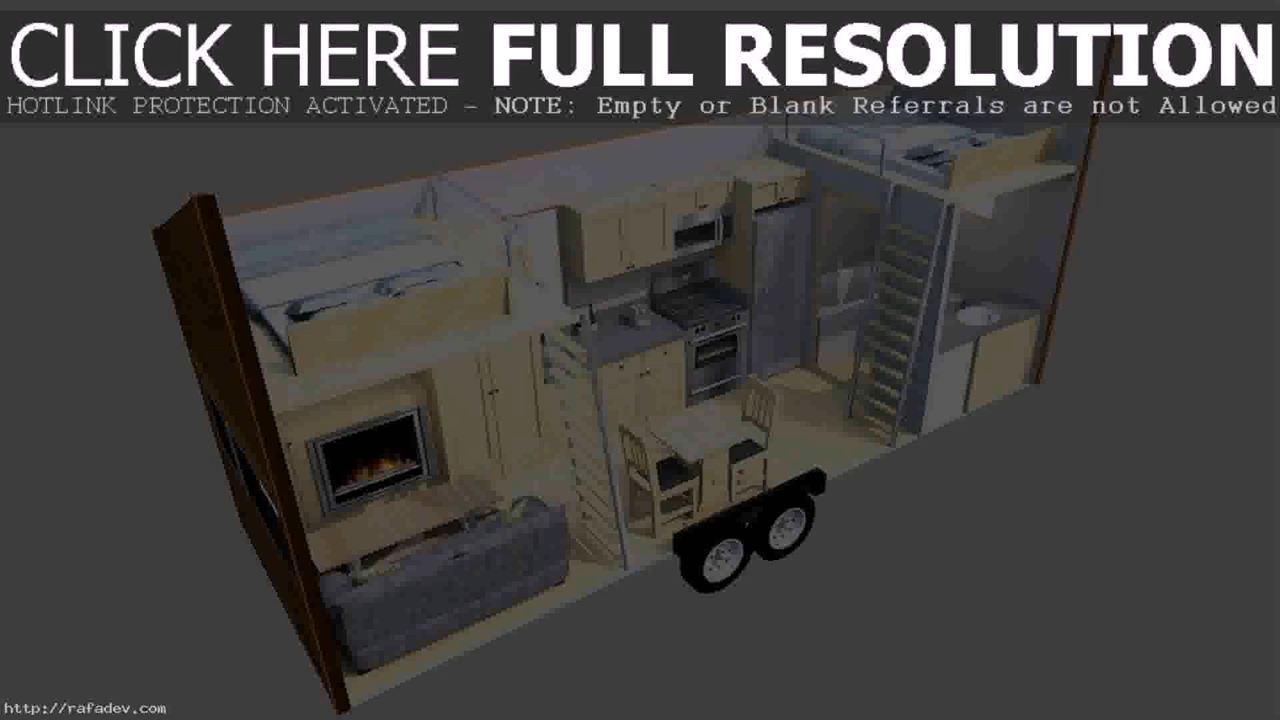 CLICK HERE FULL RESOLUTION
HOTLINK PROTECTION ACTIVATED - NOTE: Empty or Blank Referrals are not Allowed
http://rafadev.com